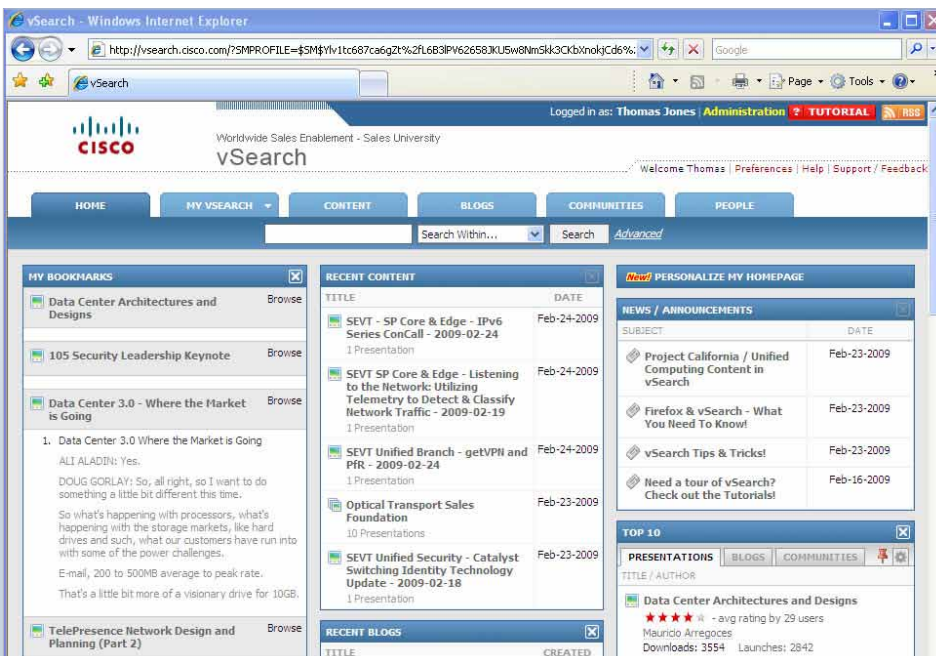 vSearch - Windows Internet Explorer
Google
vSearch
Page
Tools
Logged in as: Thomas Jones | Administration ? TUTORIAL RSS
CISCO
Worldwide Sales Enablement - Sales University
vSearch
Welcome Thomas | Preferences | Help | Support / Feedback
HOME
MY VSEARCH
CONTENT
BLOGS
COMMUNITIES
PEOPLE
Search Within...
Search
Advanced
MY BOOKMARKS
Data Center Architectures and
Designs
Browse
105 Security Leadership Keynote
Browse
Data Center 3.0 - Where the Market
is Going
Browse
1. Data Center 3.0 Where the Market is Going
ALI ALADIN: Yes.
DOUG GORLAY: So, all right, so I want to do
something a little bit different this time.
So what's happening with processors, what's
happening with the storage markets, like hard
drives and such, what our customers have run into
with some of the power challenges.
E-mail, 200 to 500MB average to peak rate.
That's a little bit more of a visionary drive for 10GB.
TelePresence Network Design and
Planning (Part 2)
Browse
RECENT CONTENT
TITLE
DATE
SEVT - SP Core & Edge - IPv6
Series ConCall - 2009-02-24
Feb-24-2009
1 Presentation
SEVT SP Core & Edge - Listening
to the Network: Utilizing
Telemetry to Detect & Classify
Network Traffic - 2009-02-19
Feb-24-2009
1 Presentation
SEVT Unified Branch - getVPN and
PfR - 2009-02-24
Feb-24-2009
1 Presentation
Optical Transport Sales
Foundation
Feb-23-2009
10 Presentations
SEVT Unified Security - Catalyst
Switching Identity Technology
Update - 2009-02-18
Feb-23-2009
1 Presentation
RECENT BLOGS
TITLE
CREATED
New! PERSONALIZE MY HOMEPAGE
NEWS / ANNOUNCEMENTS
SUBJECT
DATE
Project California / Unified
Computing Content in
vSearch
Feb-23-2009
Firefox & vSearch - What
You Need To Know!
Feb-23-2009
vSearch Tips & Tricks!
Feb-23-2009
Need a tour of vSearch?
Check out the Tutorials!
Feb-16-2009
TOP 10
PRESENTATIONS
BLOGS
COMMUNITIES
TITLE / AUTHOR
Data Center Architectures and Designs
- avg rating by 29 users
Mauricio Arregoces
Downloads: 3554 Launches: 2842